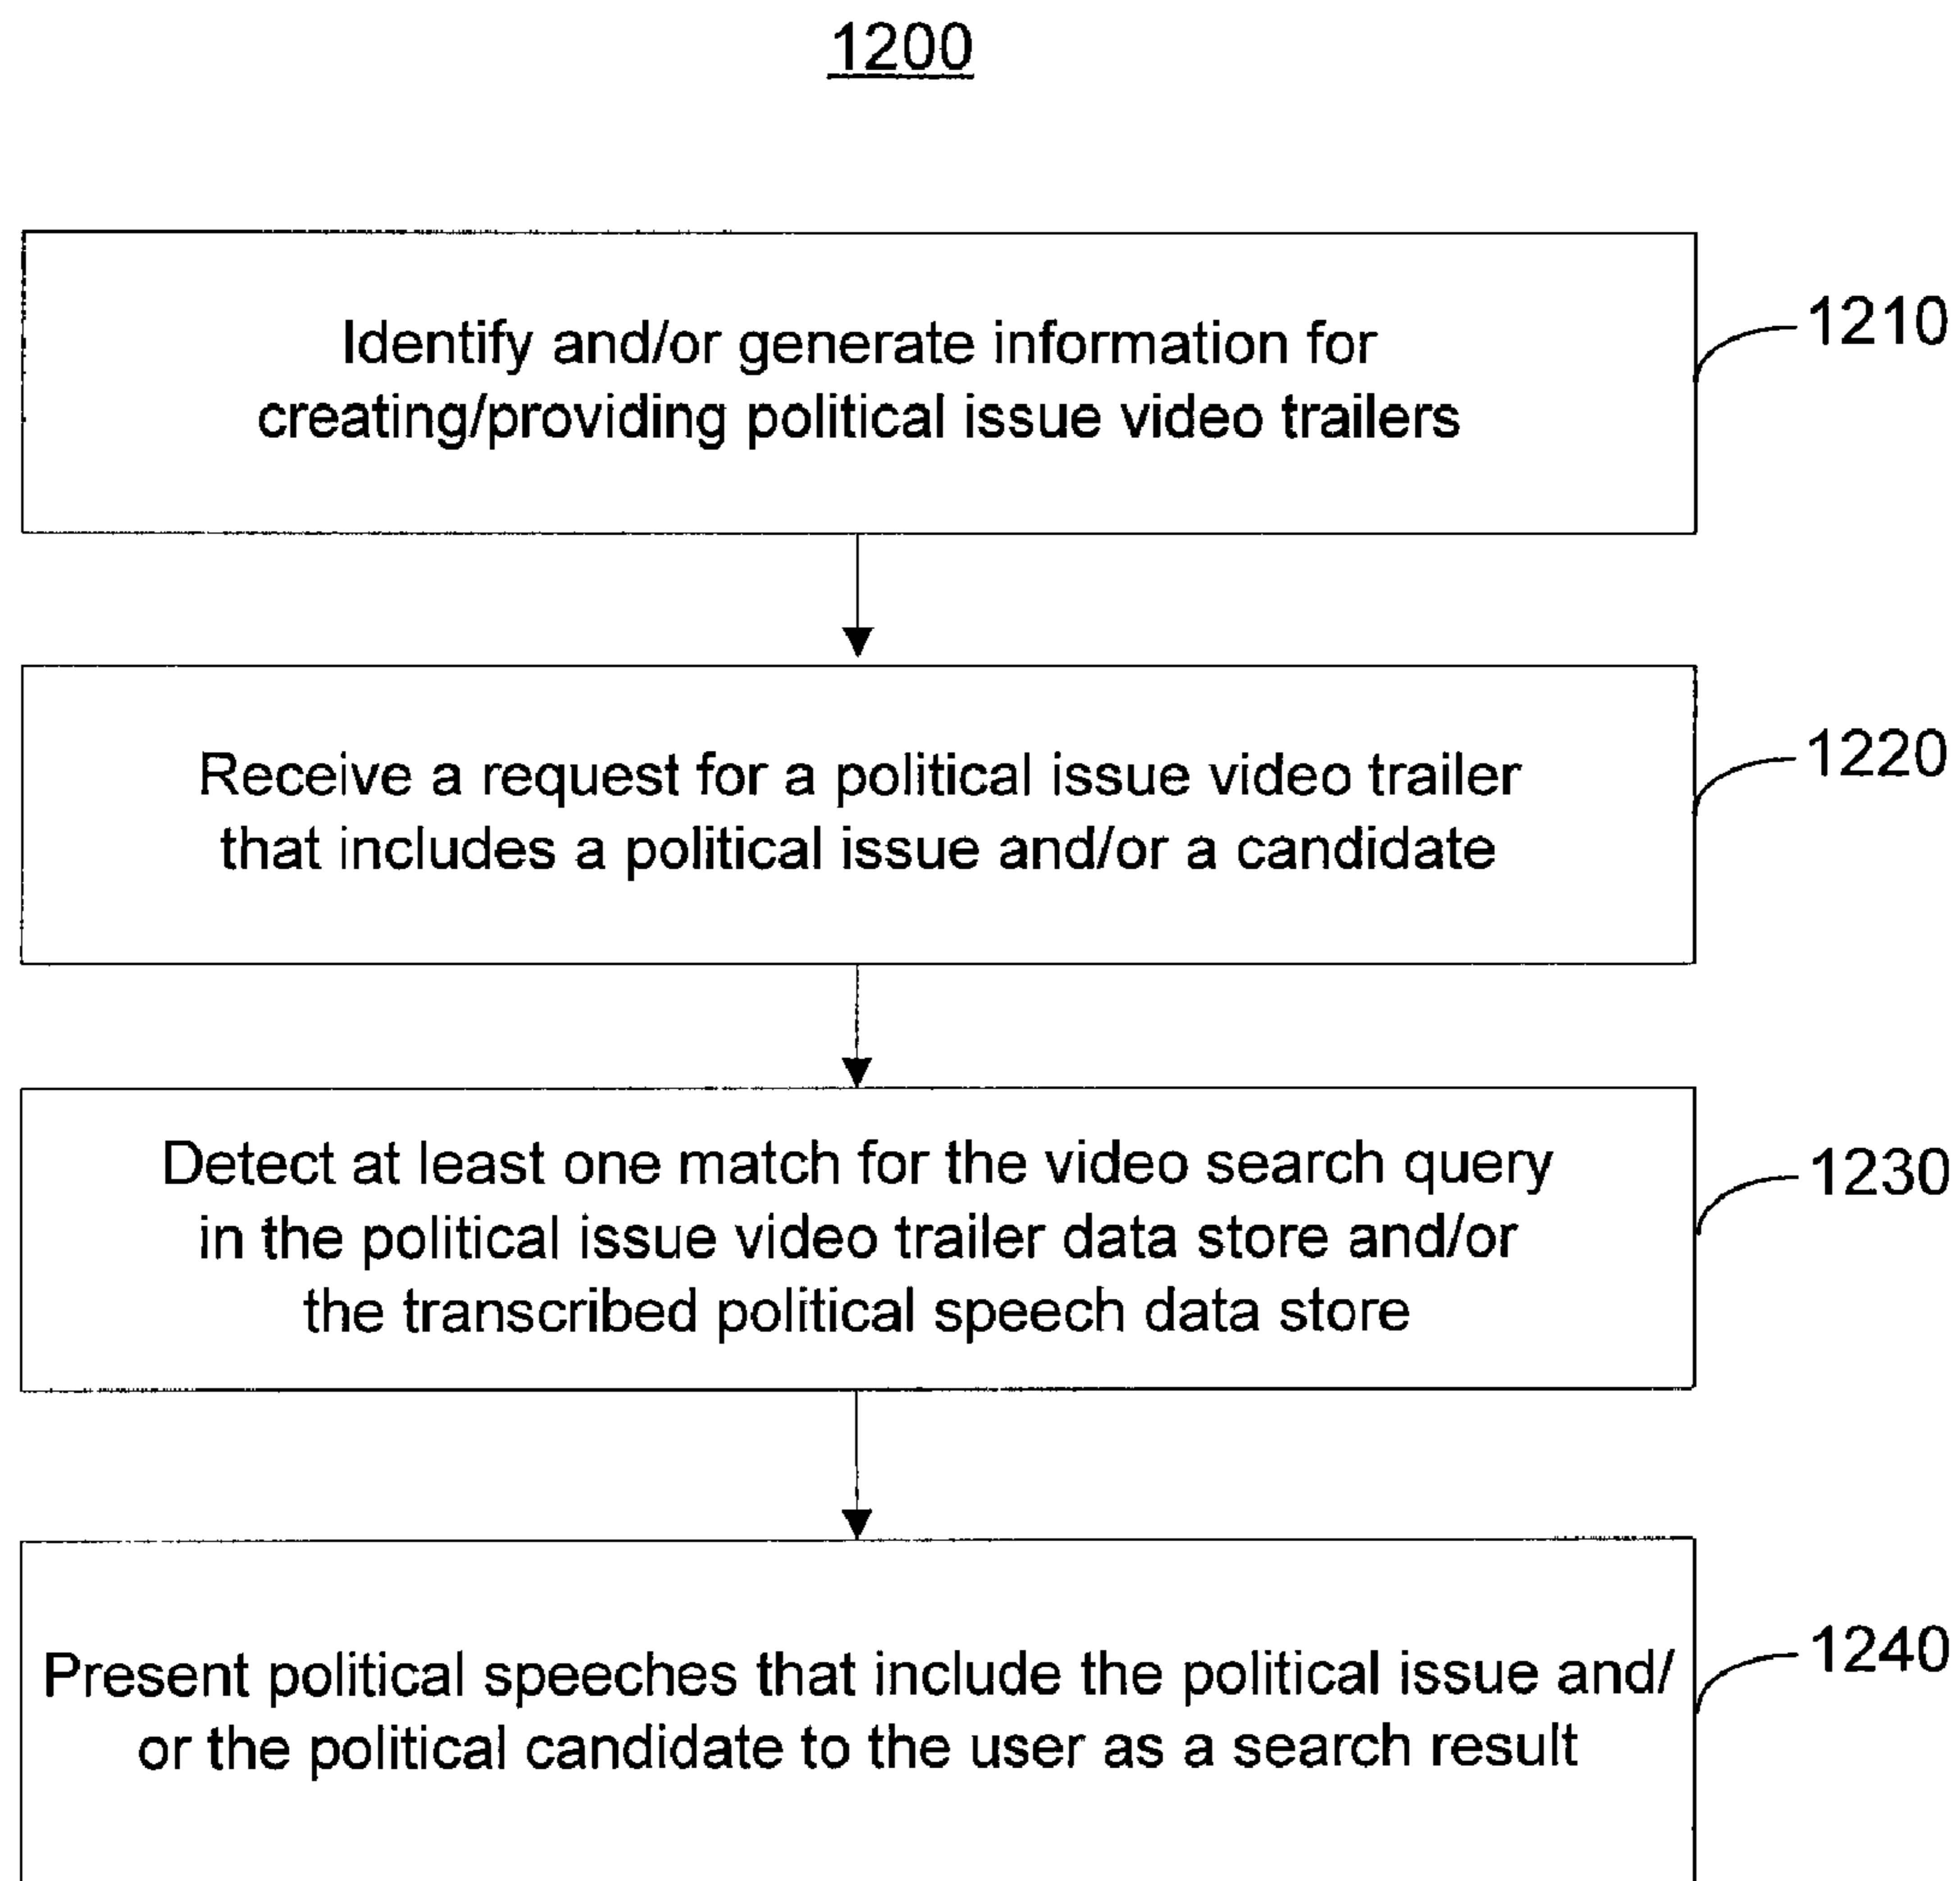 1200
Identify and/or generate information for
creating/providing political issue video trailers
1210
Receive a request for a political issue video trailer
that includes a political issue and/or a candidate
1220
Detect at least one match for the video search query
in the political issue video trailer data store and/or
the transcribed political speech data store
1230
Present political speeches that include the political issue and/
or the political candidate to the user as a search result
1240